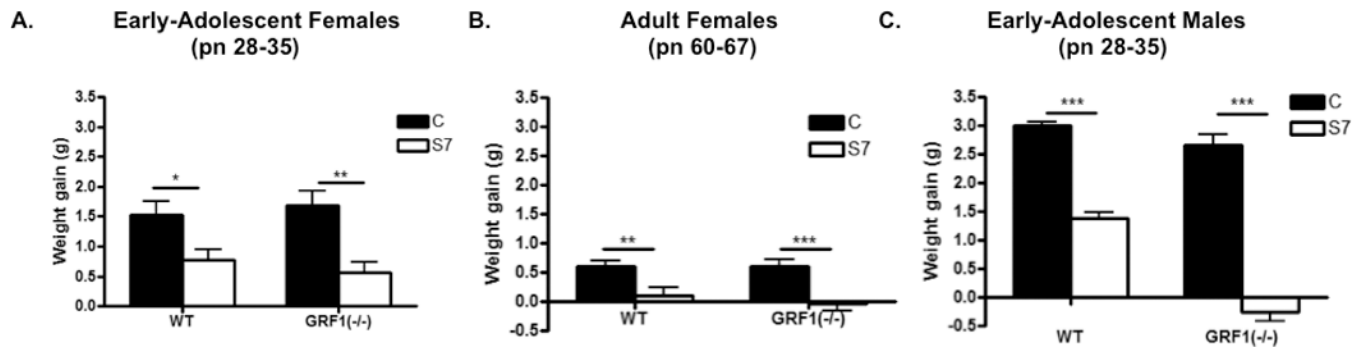 A.
Early-Adolescent Females
(pn 28-35)
Weight gain (g)
3.5
3.0
2.5
2.0
1.5
1.0
0.5
0.0
C
S7
*
**
WT
GRF1(-/-)
B.
Adult Females
(pn 60-67)
Weight gain (g)
3.5
3.0
2.5
2.0
1.5
1.0
0.5
0.0
-0.5
C
S7
**
***
WT
GRF1(-/-)
C.
Early-Adolescent Males
(pn 28-35)
Weight gain (g)
3.5
3.0
2.5
2.0
1.5
1.0
0.5
0.0
-0.5
C
S7
***
***
WT
GRF1(-/-)